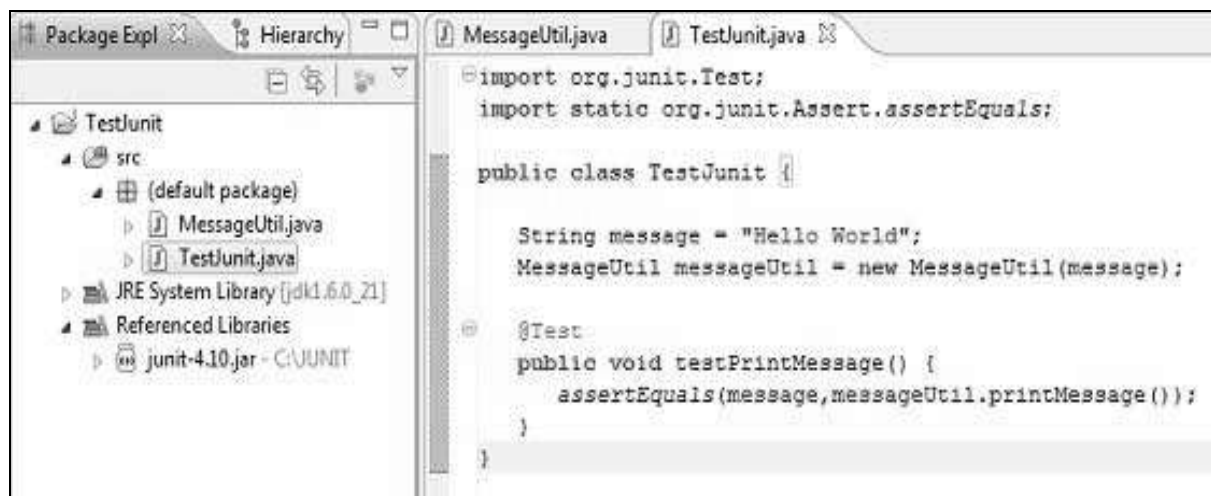 Package Expl
Hierarchy
TestJunit
src
(default package)
MessageUtil.java
TestJunit.java
JRE System Library [jdk1.6.0_21]
Referenced Libraries
junit-4.10.jar - C:\JUNIT
MessageUtil.java
TestJunit.java
import org.junit.Test;
import static org.junit.Assert.assertEquals;
public class TestJunit {
String message = "Hello World";
MessageUtil messageUtil = new MessageUtil(message);
@Test
public void testPrintMessage() {
assertEquals(message,messageUtil.printMessage());
}
}